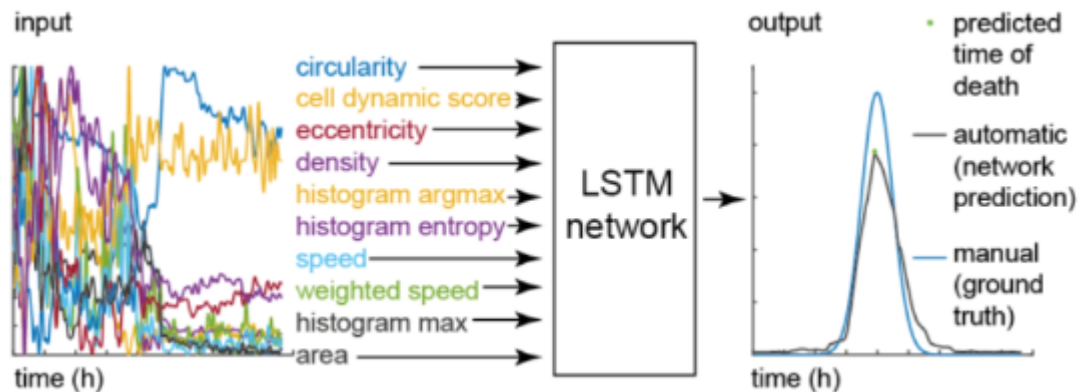 input
time (h)
circularity
cell dynamic score
eccentricity
density
histogram argmax
histogram entropy
speed
weighted speed
histogram max
area
LSTM
network
output
time (h)
predicted
time of
death
automatic
(network
prediction)
manual
(ground
truth)